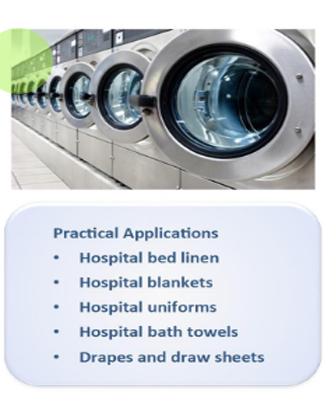 Practical Applications
• Hospital bed linen
• Hospital blankets
• Hospital uniforms
• Hospital bath towels
• Drapes and draw sheets